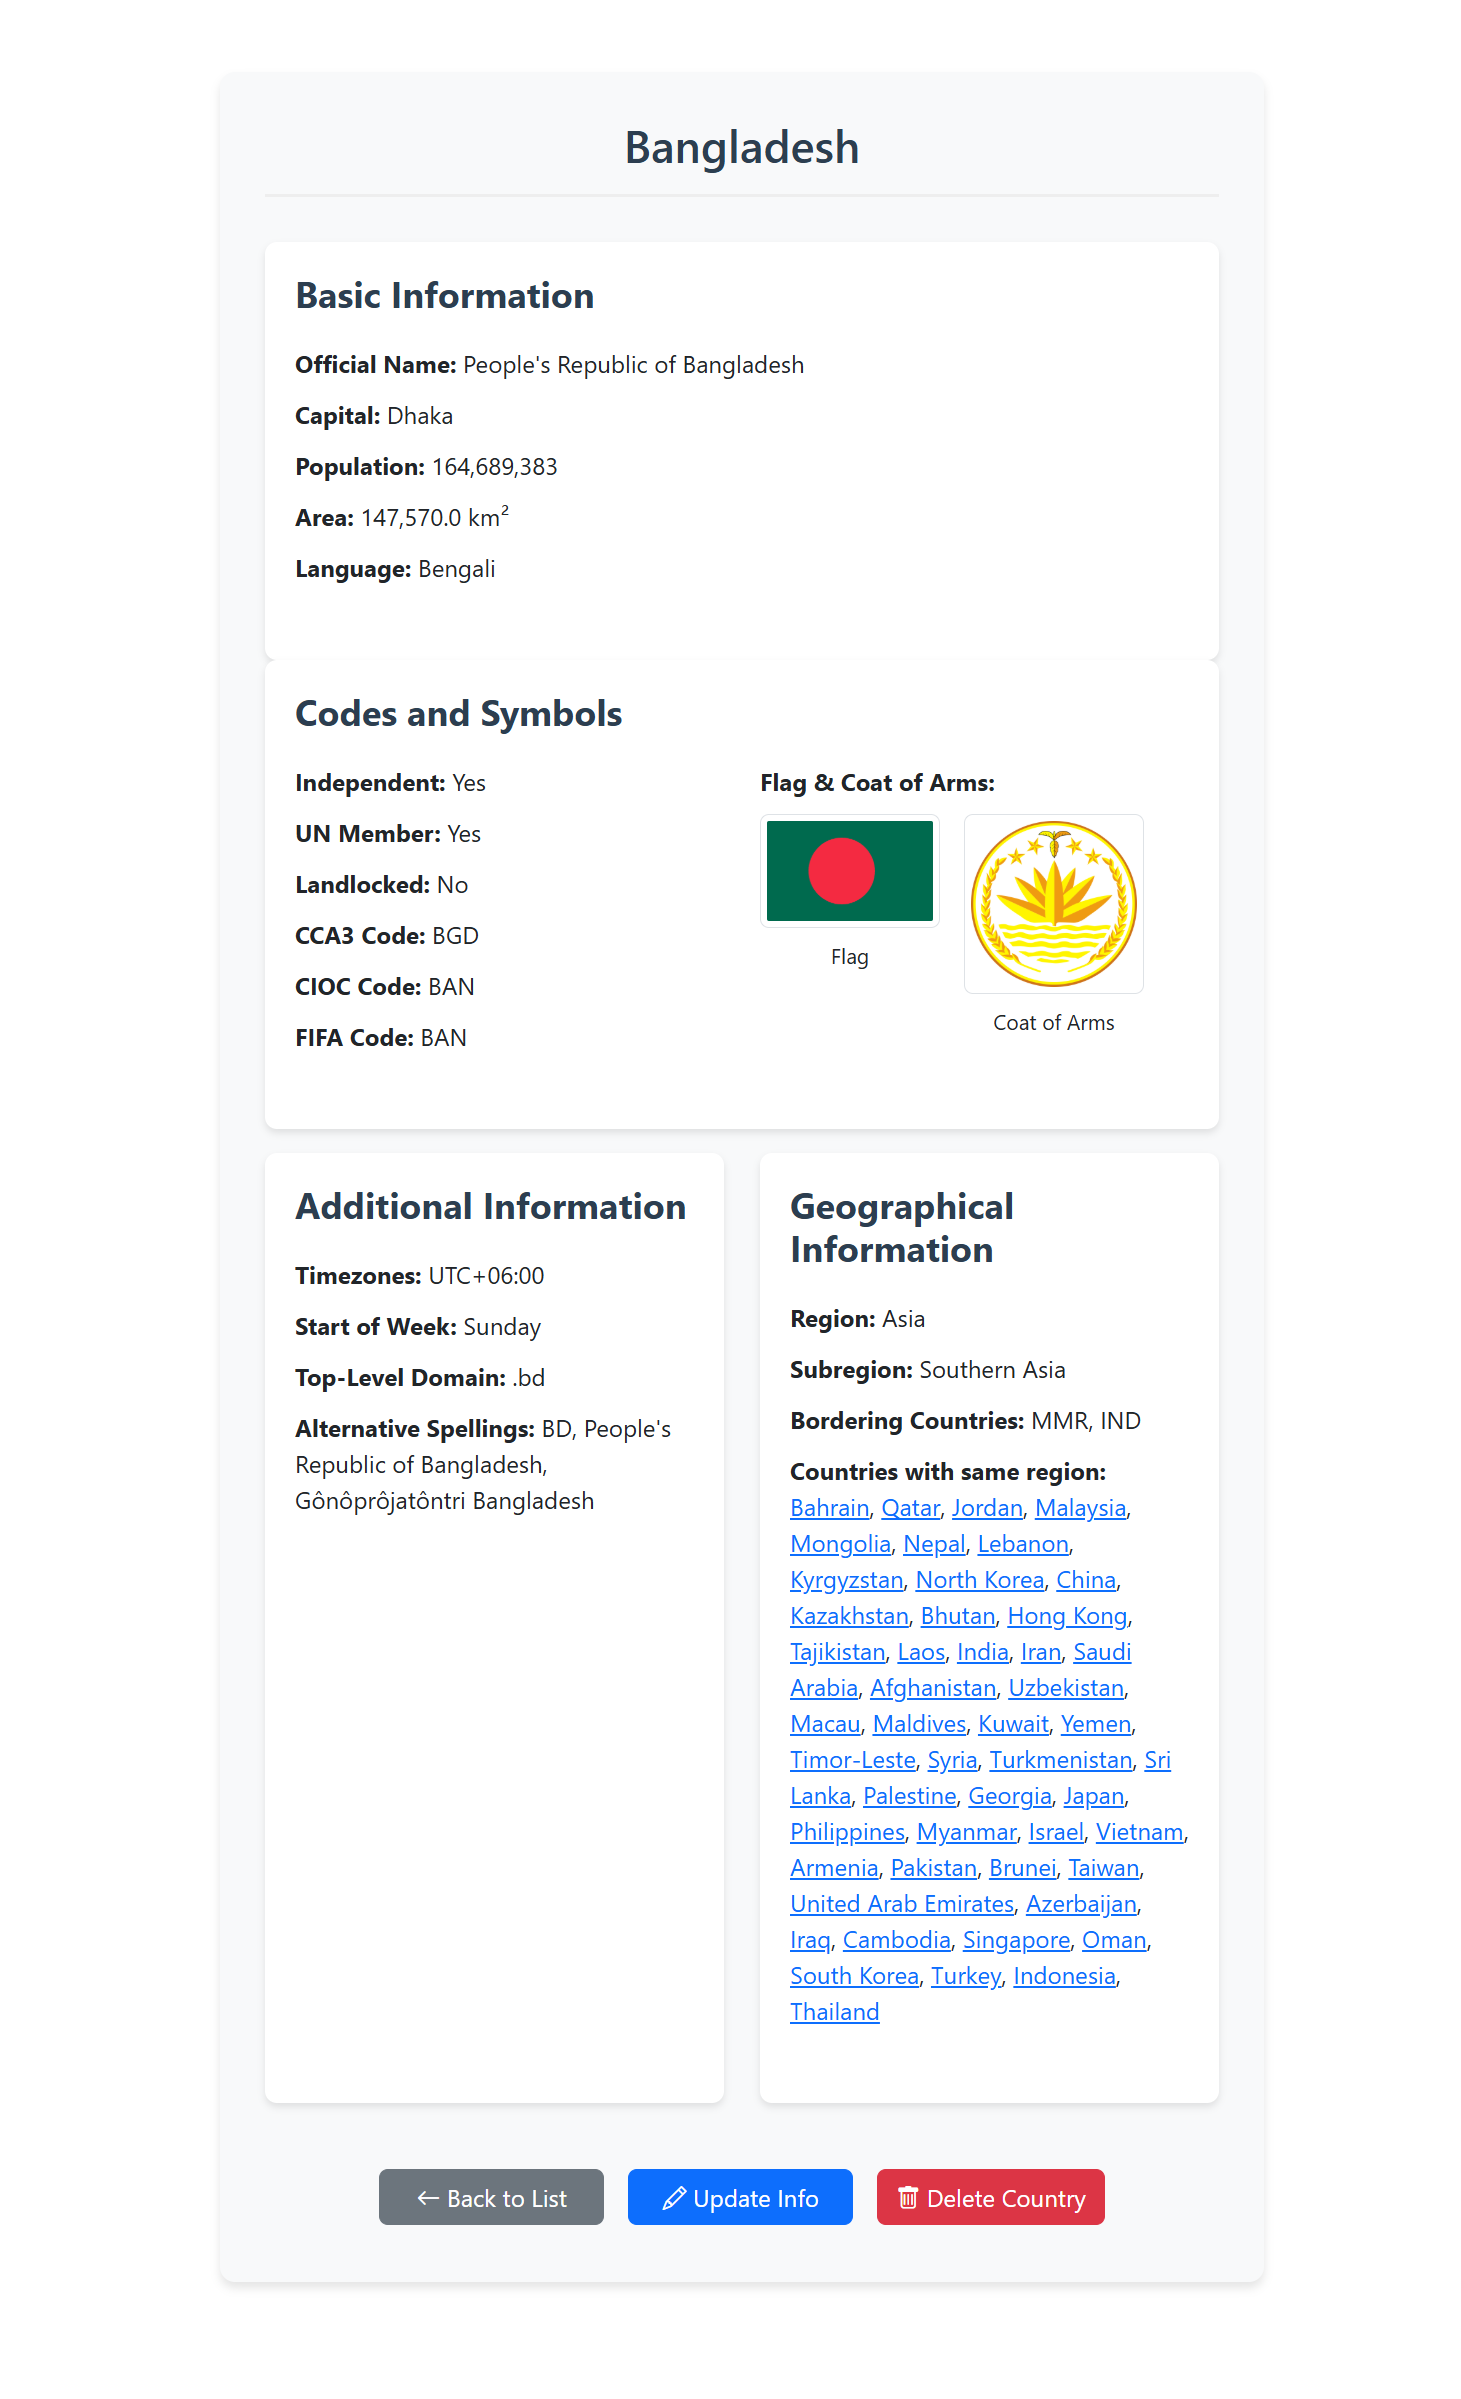 Bangladesh
Basic Information
Official Name: People's Republic of Bangladesh
Capital: Dhaka
Population: 164,689,383
Area: 147,570.0 km²
Language: Bengali
Codes and Symbols
Independent: Yes
UN Member: Yes
Landlocked: No
CCA3 Code: BGD
CIOC Code: BAN
FIFA Code: BAN
Flag & Coat of Arms:
Flag
Coat of Arms
Additional Information
Timezones: UTC+06:00
Start of Week: Sunday
Top-Level Domain: .bd
Alternative Spellings: BD, People's
Republic of Bangladesh,
Gônôprôjatôntri Bangladesh
Geographical
Information
Region: Asia
Subregion: Southern Asia
Bordering Countries: MMR, IND
Countries with same region:
Bahrain, Qatar, Jordan, Malaysia,
Mongolia, Nepal, Lebanon,
Kyrgyzstan, North Korea, China,
Kazakhstan, Bhutan, Hong Kong,
Tajikistan, Laos, India, Iran, Saudi
Arabia, Afghanistan, Uzbekistan,
Macau, Maldives, Kuwait, Yemen,
Timor-Leste, Syria, Turkmenistan, Sri
Lanka, Palestine, Georgia, Japan,
Philippines, Myanmar, Israel, Vietnam,
Armenia, Pakistan, Brunei, Taiwan,
United Arab Emirates, Azerbaijan,
Iraq, Cambodia, Singapore, Oman,
South Korea, Turkey, Indonesia,
Thailand
← Back to List
Update Info
Delete Country